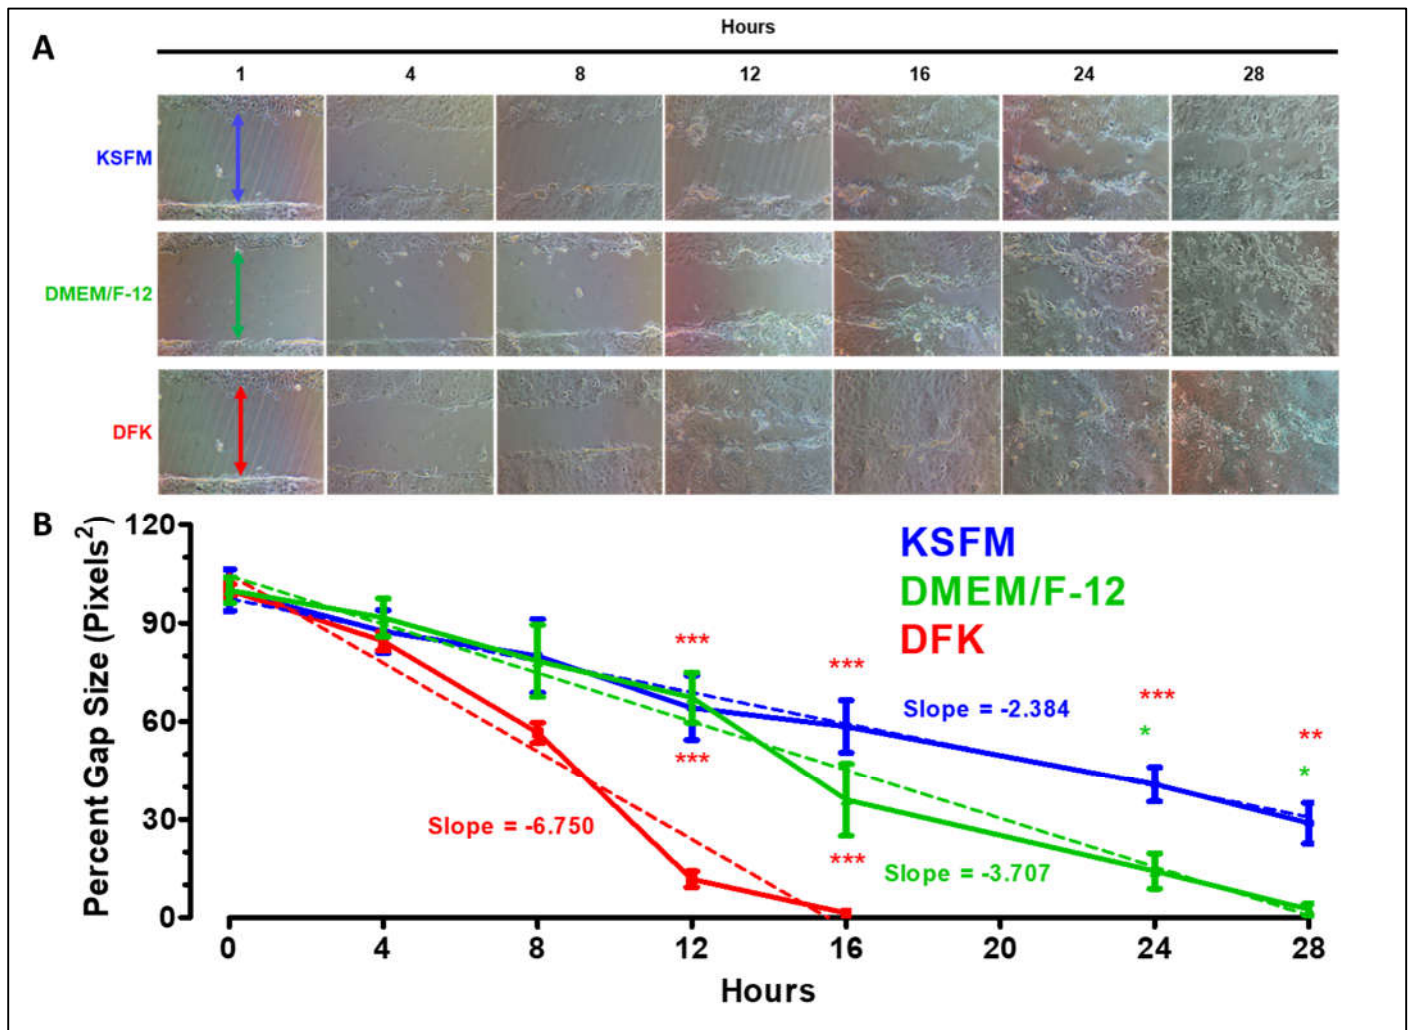 A
Hours
1 4 8 12 16 24 28
KSFM
DMEM/F-12
DFK
B
Percent Gap Size (Pixels²)
120
90
60
30
0
KSFM
DMEM/F-12
DFK
***
***
***
***
*
**
*
***
***
Slope = -2.384
Slope = -6.750
Slope = -3.707
0 4 8 12 16 20 24 28
Hours